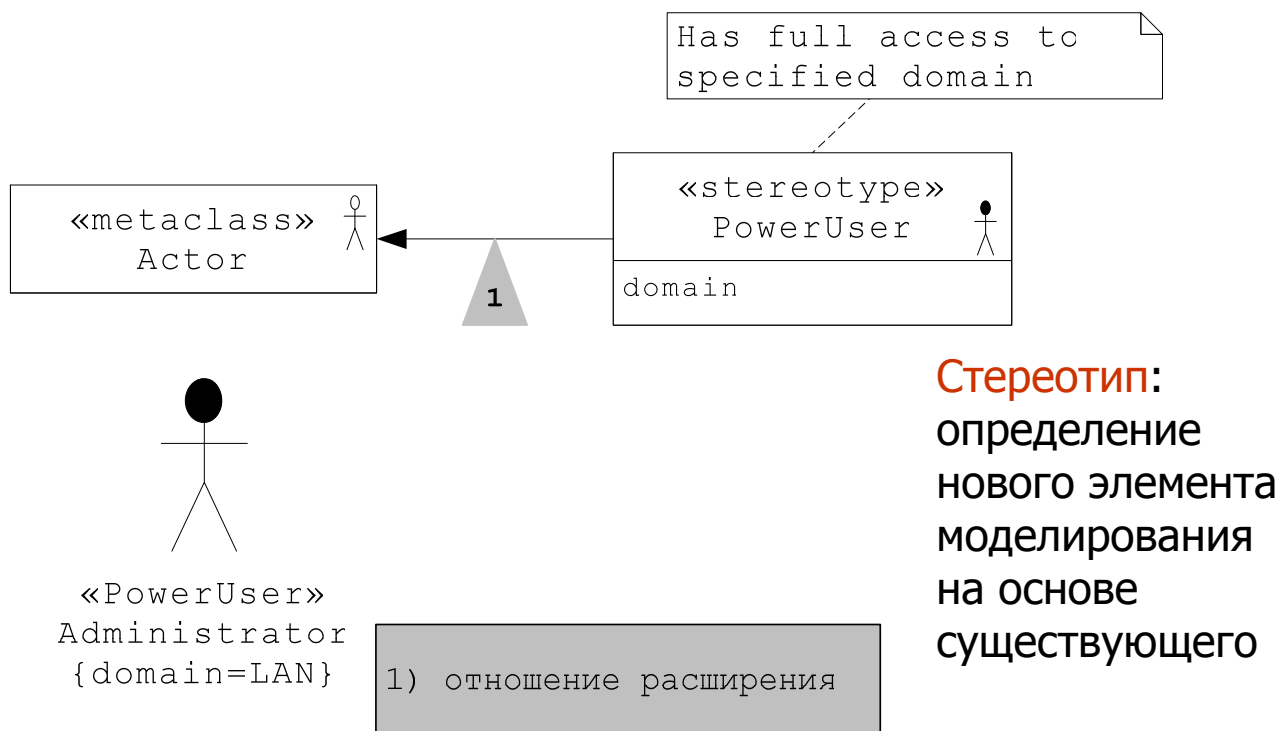 Has full access to
specified domain
«metaclass»
Actor
«stereotype»
PowerUser
domain
1
«PowerUser»
Administrator
{domain=LAN}
1) отношение расширения
Стереотип:
определение
нового элемента
моделирования
на основе
существующего